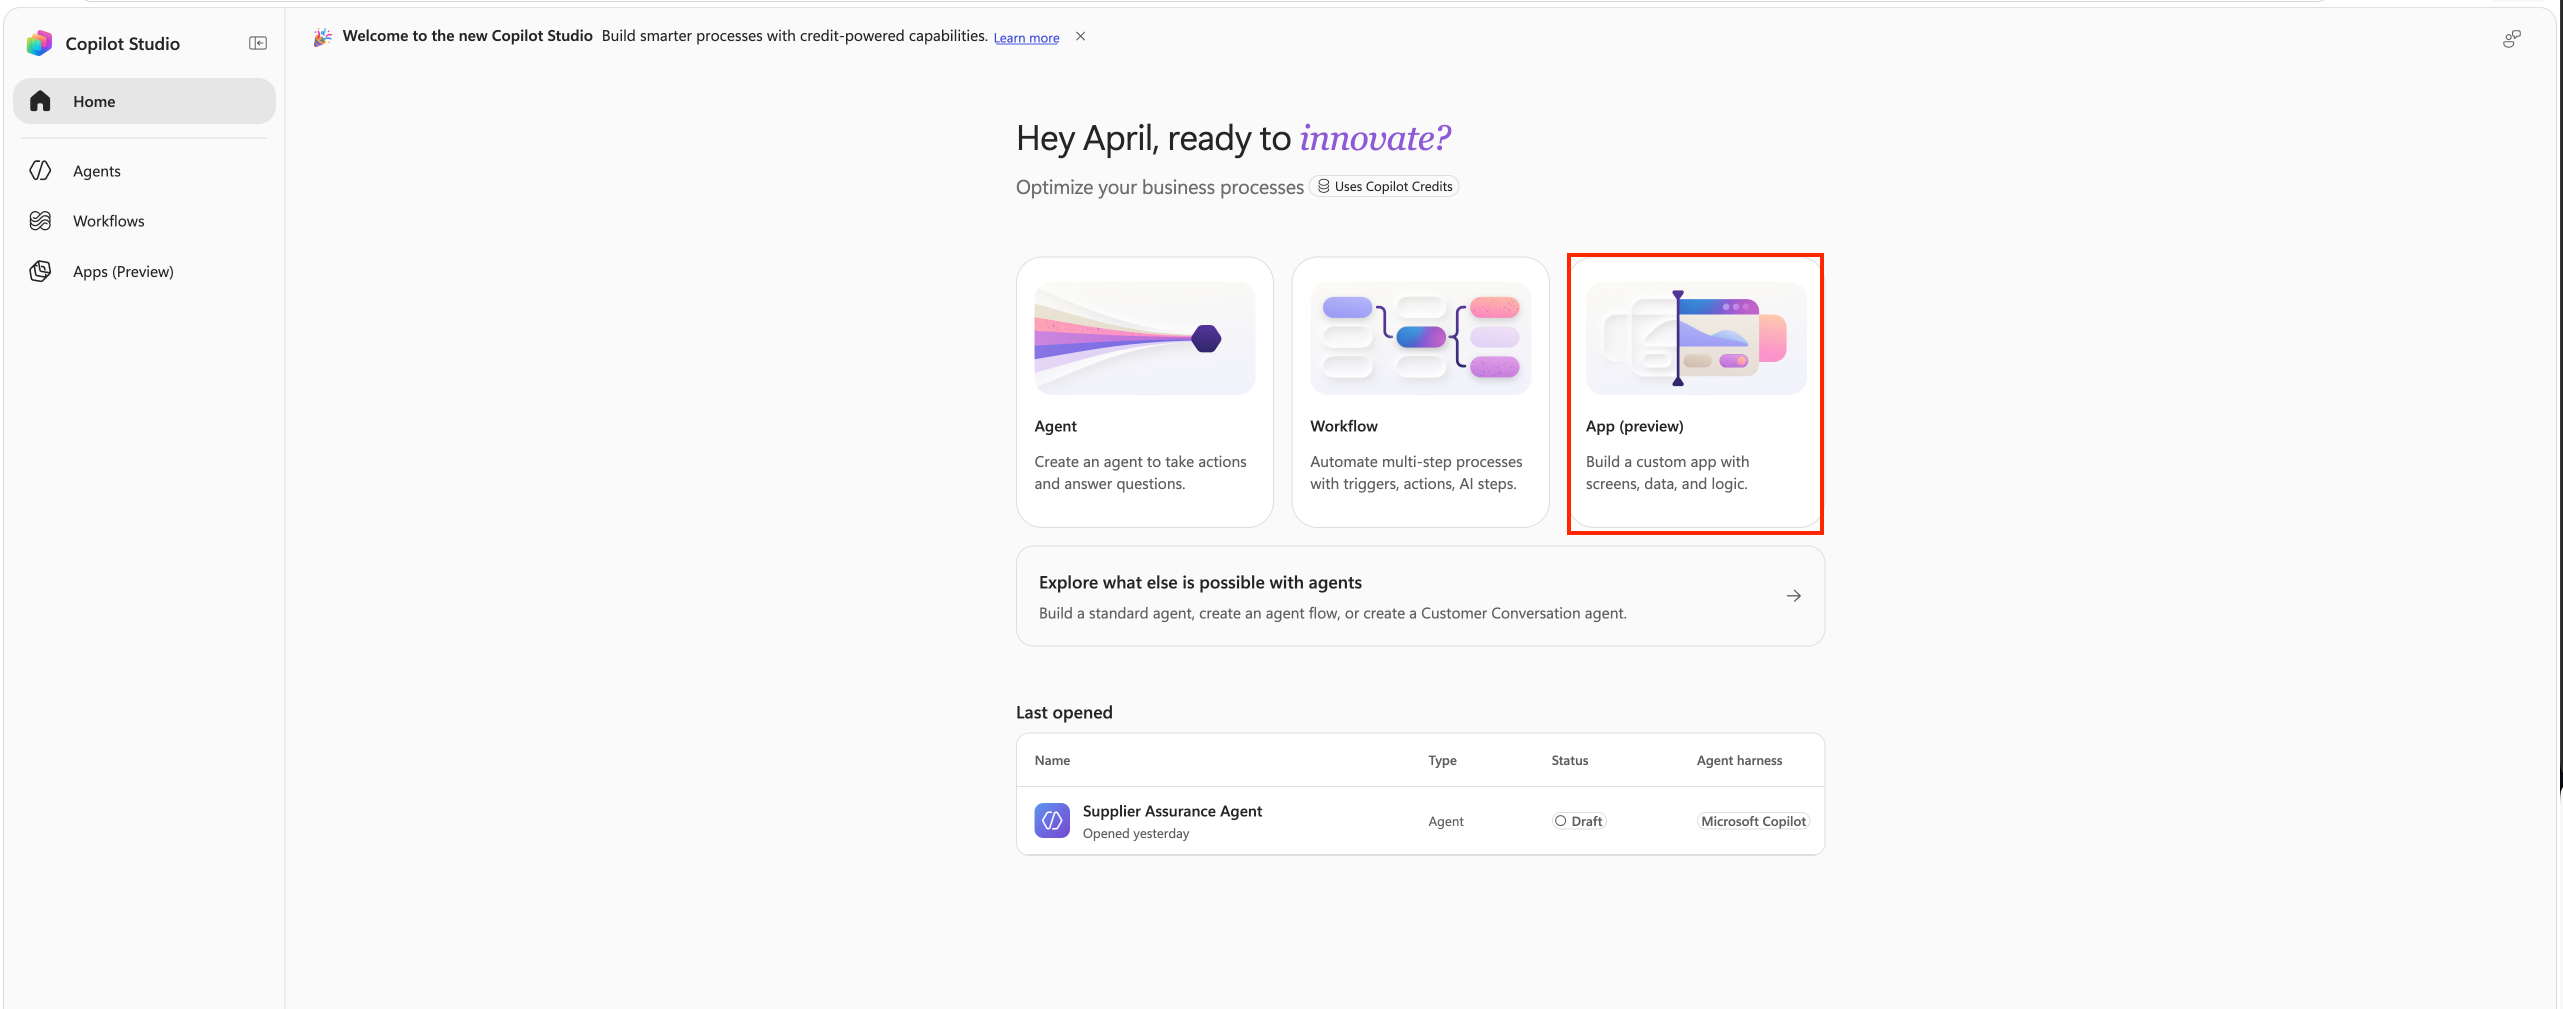 Copilot Studio
Welcome to the new Copilot Studio Build smarter processes with credit-powered capabilities. Learn more
Home
Agents
Workflows
Apps (Preview)
Hey April, ready to innovate?
Optimize your business processes Uses Copilot Credits
Agent
Create an agent to take actions
and answer questions.
Workflow
Automate multi-step processes
with triggers, actions, AI steps.
App (preview)
Build a custom app with
screens, data, and logic.
Explore what else is possible with agents
Build a standard agent, create an agent flow, or create a Customer Conversation agent.
Last opened
Name Type Status Agent harness
Supplier Assurance Agent
Opened yesterday
Agent Draft Microsoft Copilot